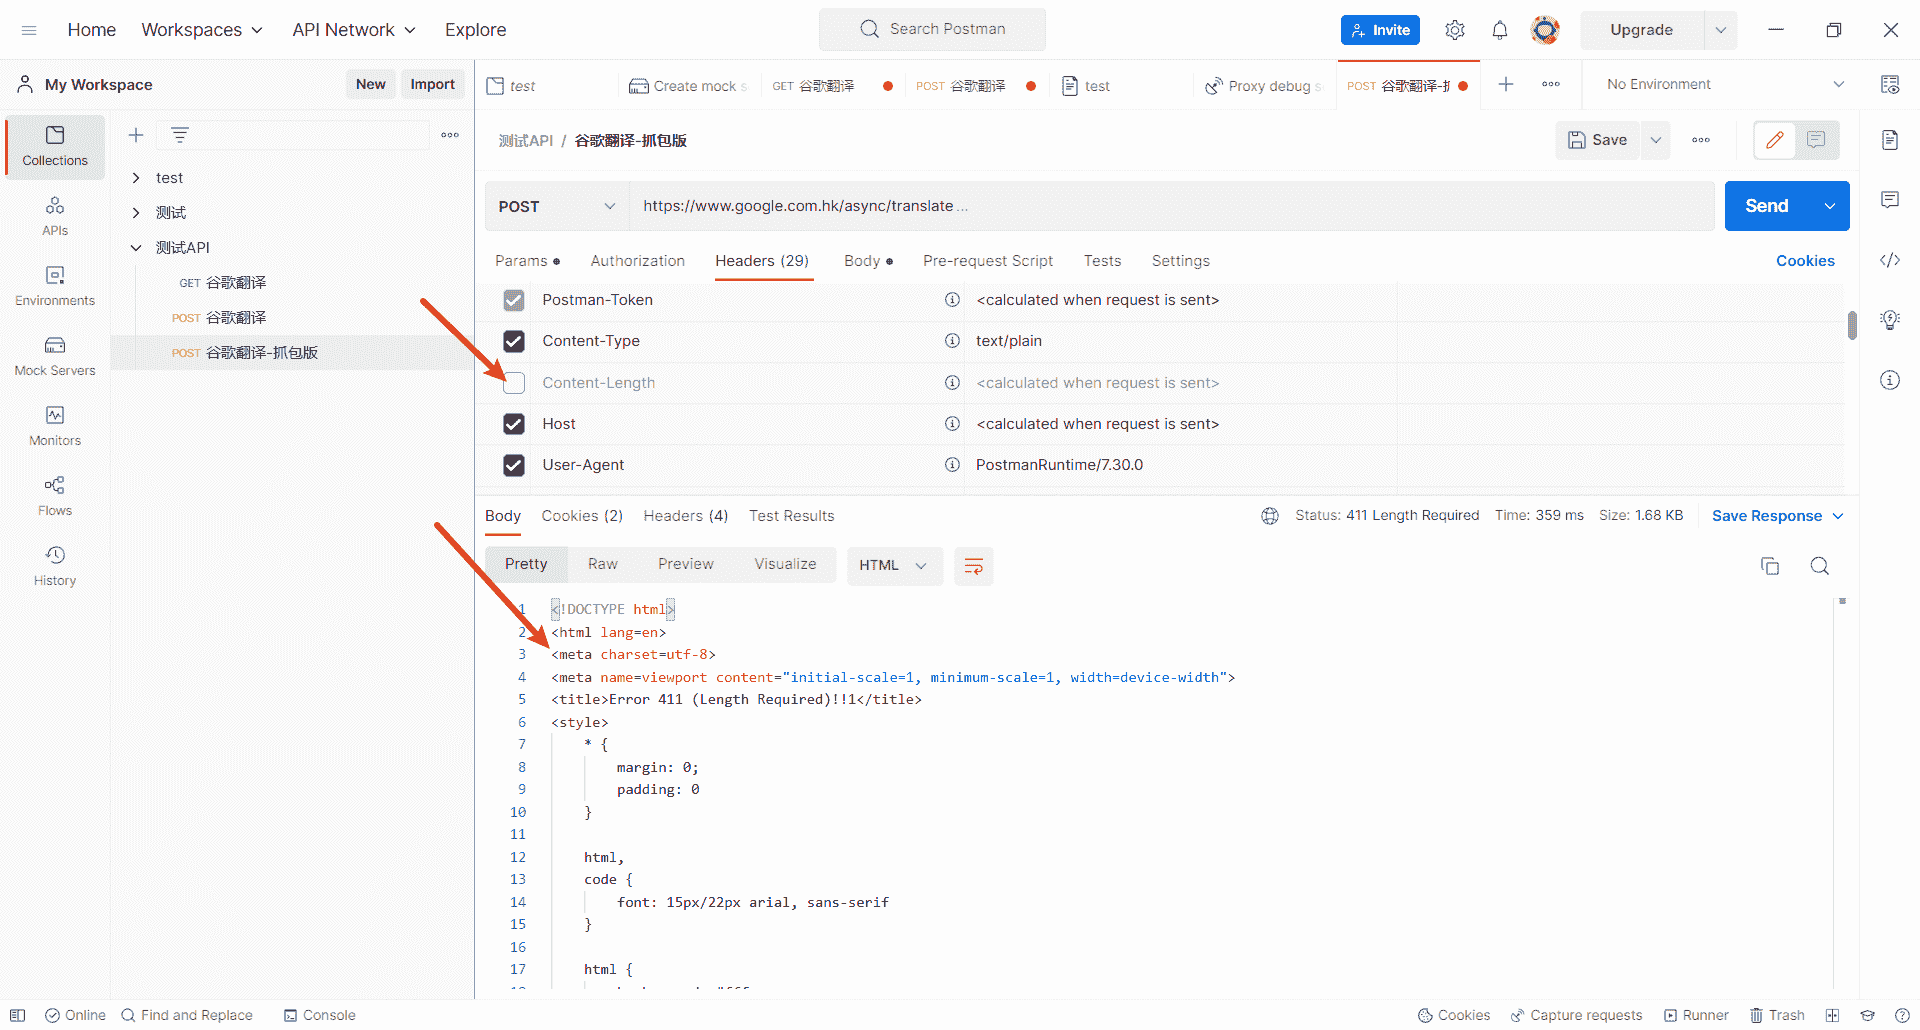 Home Workspaces API Network Explore Search Postman Invite Upgrade
My Workspace New Import test Create mock s GET 谷歌翻译 POST 谷歌翻译 test Proxy debug s POST 谷歌翻译-抓 No Environment
测试API / 谷歌翻译-抓包版 Save
Collections
test
测试
测试API
GET 谷歌翻译
POST 谷歌翻译
POST 谷歌翻译-抓包版
APIs
Environments
Mock Servers
Monitors
Flows
History
POST https://www.google.com.hk/async/translate ... Send
Params Authorization Headers (29) Body Pre-request Script Tests Settings Cookies
Postman-Token <calculated when request is sent>
Content-Type text/plain
Content-Length <calculated when request is sent>
Host <calculated when request is sent>
User-Agent PostmanRuntime/7.30.0
Body Cookies (2) Headers (4) Test Results Status: 411 Length Required Time: 359 ms Size: 1.68 KB Save Response
Pretty Raw Preview Visualize HTML
1 <!DOCTYPE html>
2 <html lang=en>
3 <meta charset=utf-8>
4 <meta name=viewport content="initial-scale=1, minimum-scale=1, width=device-width">
5 <title>Error 411 (Length Required)!!1</title>
6 <style>
7 * {
8 margin: 0;
9 padding: 0
10 }
11
12 html,
13 code {
14 font: 15px/22px arial, sans-serif
15 }
16
17 html {
Online Find and Replace Console Cookies Capture requests Runner Trash